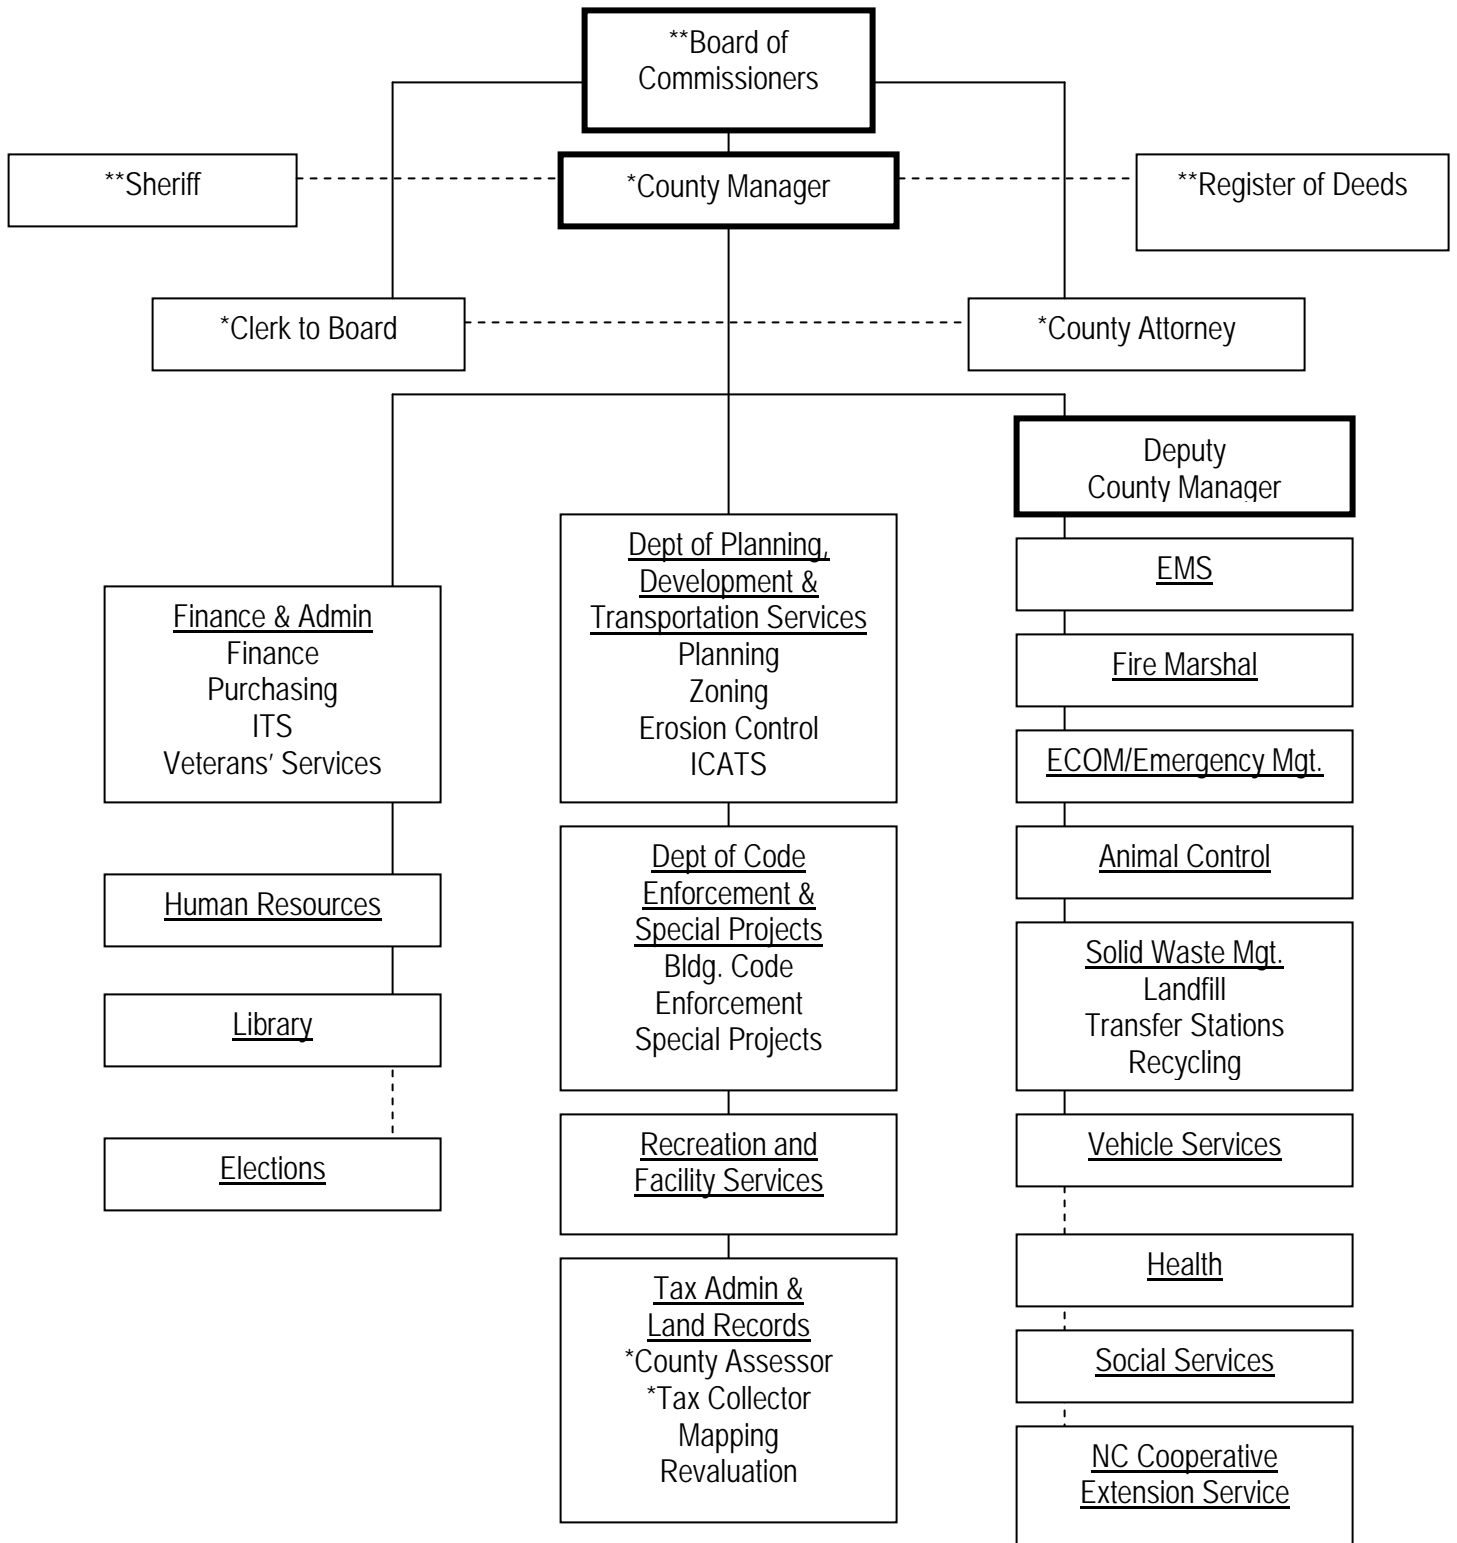 **Board of
Commissioners
**Sheriff
*County Manager
**Register of Deeds
*Clerk to Board
*County Attorney
Deputy
County Manager
Finance & Admin
Finance
Purchasing
ITS
Veterans' Services
Human Resources
Library
Elections
Dept of Planning,
Development &
Transportation Services
Planning
Zoning
Erosion Control
ICATS
Dept of Code
Enforcement &
Special Projects
Bldg. Code
Enforcement
Special Projects
Recreation and
Facility Services
Tax Admin &
Land Records
*County Assessor
*Tax Collector
Mapping
Revaluation
EMS
Fire Marshal
ECOM/Emergency Mgt.
Animal Control
Solid Waste Mgt.
Landfill
Transfer Stations
Recycling
Vehicle Services
Health
Social Services
NC Cooperative
Extension Service